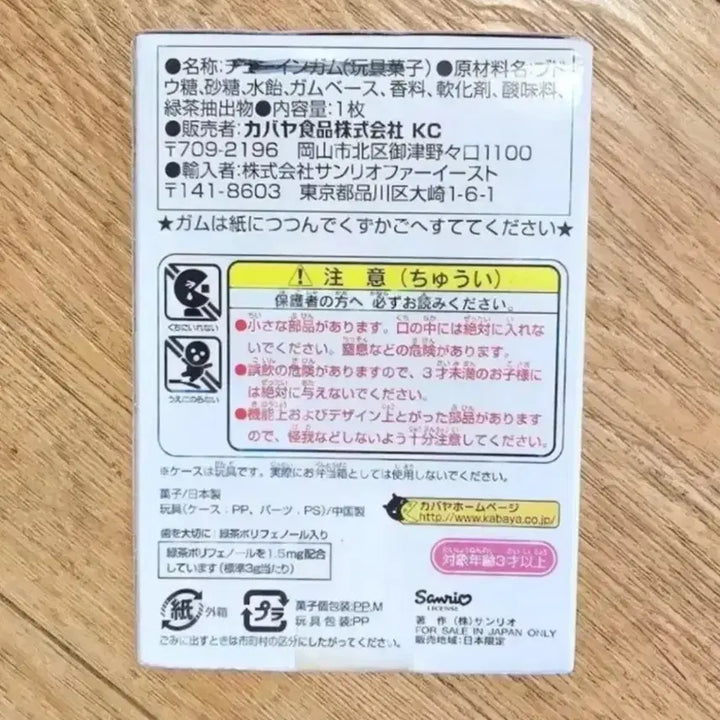 ●名称:チューインガム(玩具菓子)●原材料名:ブド
ウ糖、砂糖、水飴、ガムベース、香料、軟化剤、酸味料、
緑茶抽出物●内容量:1枚
●販売者:カバヤ食品株式会社 KC
〒709-2196 岡山市北区御津野々口1100
●輸入者:株式会社サンリオファーイースト
〒141-8603 東京都品川区大崎1-6-1
★ガムは紙につつんでくずかごへすててください★
くちにいれない
うえにのらない
⚠ 注意(ちゅうい)
保護者の方へ 必ずお読みください。
●小さな部品があります。口の中には絶対に入れな
いでください。窒息などの危険があります。
●誤飲の危険がありますので、3才未満のお子様に
は絶対に与えないでください。
●機能上およびデザイン上とがった部品があります
ので、怪我などしないよう十分注意してください。
※ケースは玩具です。実際にお弁当箱としては使用しないでください。
菓子/日本製
玩具(ケース:PP、パーツ:PS)/中国製
カバヤホームページ
http://www.kabaya.co.jp/
歯を大切に! 緑茶ポリフェノール入り
緑茶ポリフェノールを1.5mg配合
しています(標準3g当たり)
対象年齢3才以上
紙 外箱
プラ
菓子個包装:PP,M
玩具包装:PP
ごみに出すときは市町村の区分にしたがってください。
Sanrio
LICENSE
著作(株)サンリオ
FOR SALE IN JAPAN ONLY
販売地域:日本限定